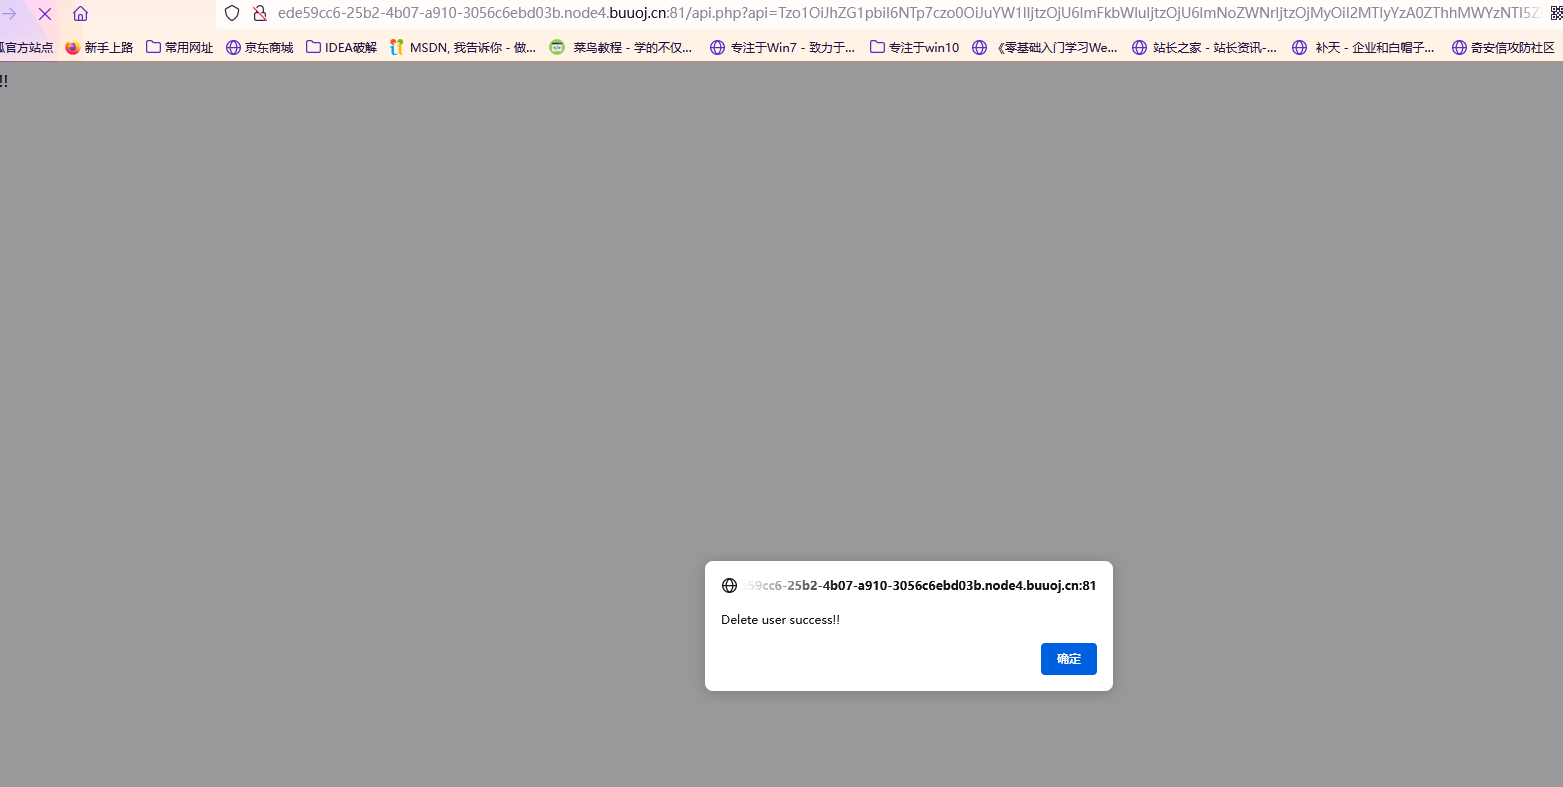 ede59cc6-25b2-4b07-a910-3056c6ebd03b.node4.buuoj.cn:81/api.php?api=Tzo1OiJhZG1pbiI6NTp7czo0OiJuYW1lIjtzOjU6ImFkbWluIjtzOjU6ImNoZWNrIjtzOjMyOiI2MTIyYzA0ZThhMWYzNTI5Z
狐官方站点 新手上路 常用网址 京东商城 IDEA破解 MSDN, 我告诉你 - 做... 菜鸟教程 - 学的不仅... 专注于Win7 - 致力于... 专注于win10 《零基础入门学习We... 站长之家 - 站长资讯-... 补天 - 企业和白帽子... 奇安信攻防社区
!!
59cc6-25b2-4b07-a910-3056c6ebd03b.node4.buuoj.cn:81
Delete user success!!
确定